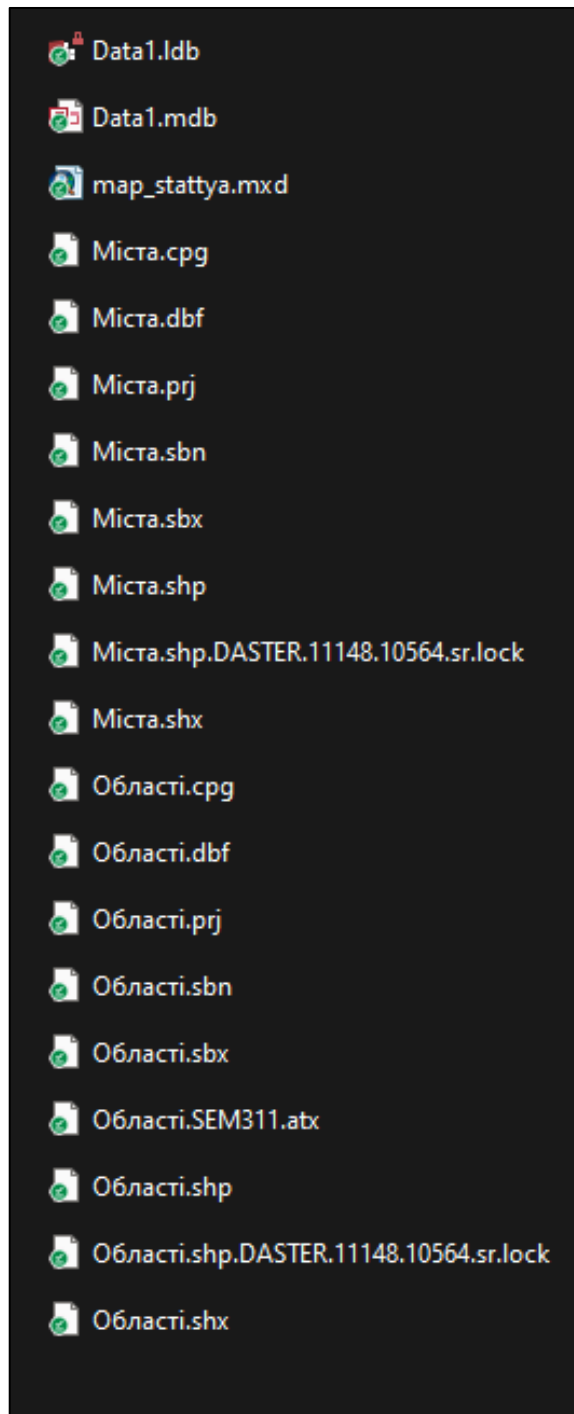 Data1.ldb
Data1.mdb
map_stattya.mxd
Міста.cpg
Міста.dbf
Міста.prj
Міста.sbn
Міста.sbx
Міста.shp
Міста.shp.DASTER.11148.10564.sr.lock
Міста.shx
Області.cpg
Області.dbf
Області.prj
Області.sbn
Області.sbx
Області.SEM311.atx
Області.shp
Області.shp.DASTER.11148.10564.sr.lock
Області.shx